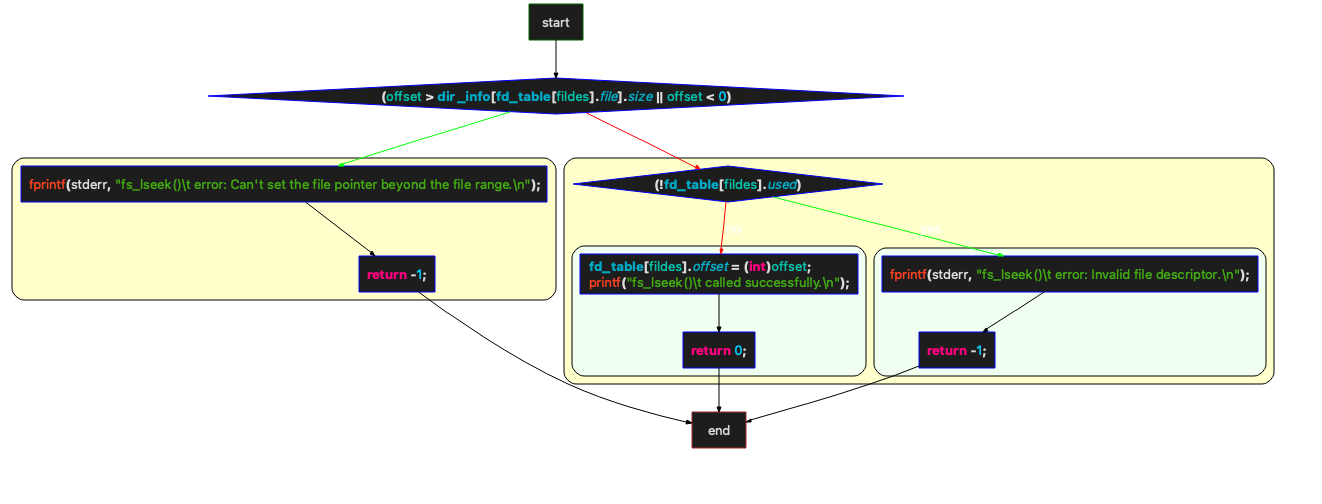 start
(offset > dir_info[fd_table[fildes].file].size || offset < 0)
fprintf(stderr, "fs_lseek()\t error: Can't set the file pointer beyond the file range.\n");
(!fd_table[fildes].used)
fd_table[fildes].offset = (int)offset;
printf("fs_lseek()\t called successfully.\n");
fprintf(stderr, "fs_lseek()\t error: Invalid file descriptor.\n");
return -1;
return 0;
return -1;
end